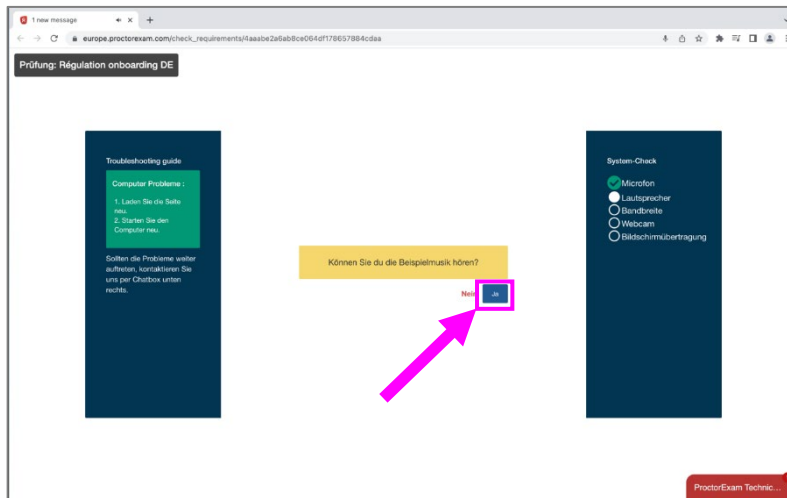 1 new message
europe.proctorexam.com/check_requirements/4aaabe2a6ab8ce064df178657884cdaa
Prüfung: Régulation onboarding DE
Troubleshooting guide
Computer Probleme :
1. Laden Sie die Seite
neu.
2. Starten Sie den
Computer neu.
Sollten die Probleme weiter
auftreten, kontaktieren Sie
uns per Chatbox unten
rechts.
Können Sie du die Beispielmusik hören?
Nein
Ja
System-Check
Microfon
Lautsprecher
Bandbreite
Webcam
Bildschirmübertragung
ProctorExam Technic...